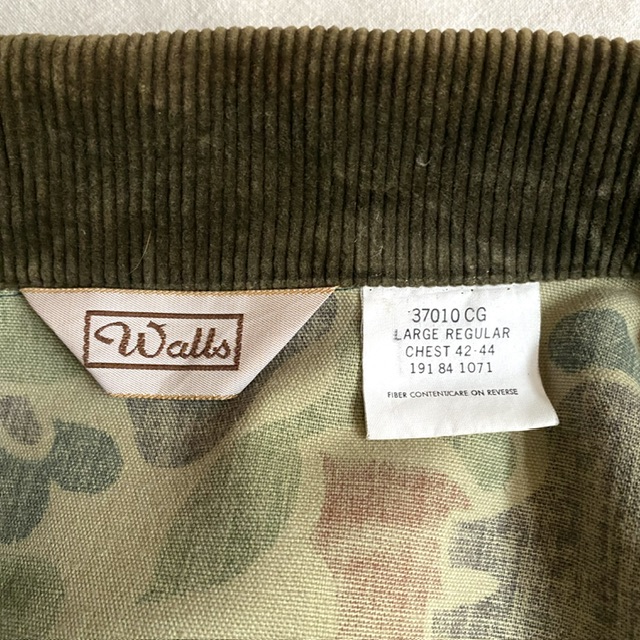 Walls
37010 CG
LARGE REGULAR
CHEST 42-44
191 84 1071
FIBER CONTENT/CARE ON REVERSE